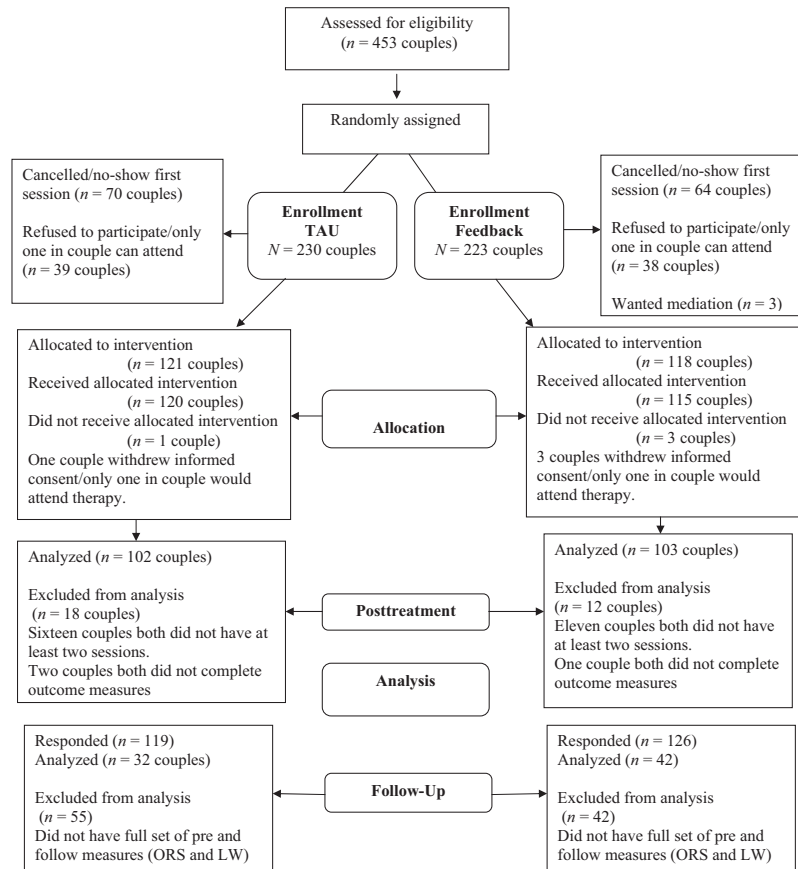 Assessed for eligibility
(n = 453 couples)
Randomly assigned
Cancelled/no-show first
session (n = 70 couples)
Refused to participate/only
one in couple can attend
(n = 39 couples)
Enrollment
TAU
N = 230 couples
Enrollment
Feedback
N = 223 couples
Cancelled/no-show first
session (n = 64 couples)
Refused to participate/only
one in couple can attend
(n = 38 couples)
Wanted mediation (n = 3)
Allocated to intervention
(n = 121 couples)
Received allocated intervention
(n = 120 couples)
Did not receive allocated intervention
(n = 1 couple)
One couple withdrew informed
consent/only one in couple would
attend therapy.
Allocation
Allocated to intervention
(n = 118 couples)
Received allocated intervention
(n = 115 couples)
Did not receive allocated intervention
(n = 3 couples)
3 couples withdrew informed
consent/only one in couple would
attend therapy.
Analyzed (n = 102 couples)
Excluded from analysis
(n = 18 couples)
Sixteen couples both did not have at
least two sessions.
Two couples both did not complete
outcome measures
Posttreatment
Analyzed (n = 103 couples)
Excluded from analysis
(n = 12 couples)
Eleven couples both did not have
at least two sessions.
One couple both did not complete
outcome measures
Analysis
Responded (n = 119)
Analyzed (n = 32 couples)
Excluded from analysis
(n = 55)
Did not have full set of pre and
follow measures (ORS and LW)
Follow-Up
Responded (n = 126)
Analyzed (n = 42)
Excluded from analysis
(n = 42)
Did not have full set of pre and
follow measures (ORS and LW)